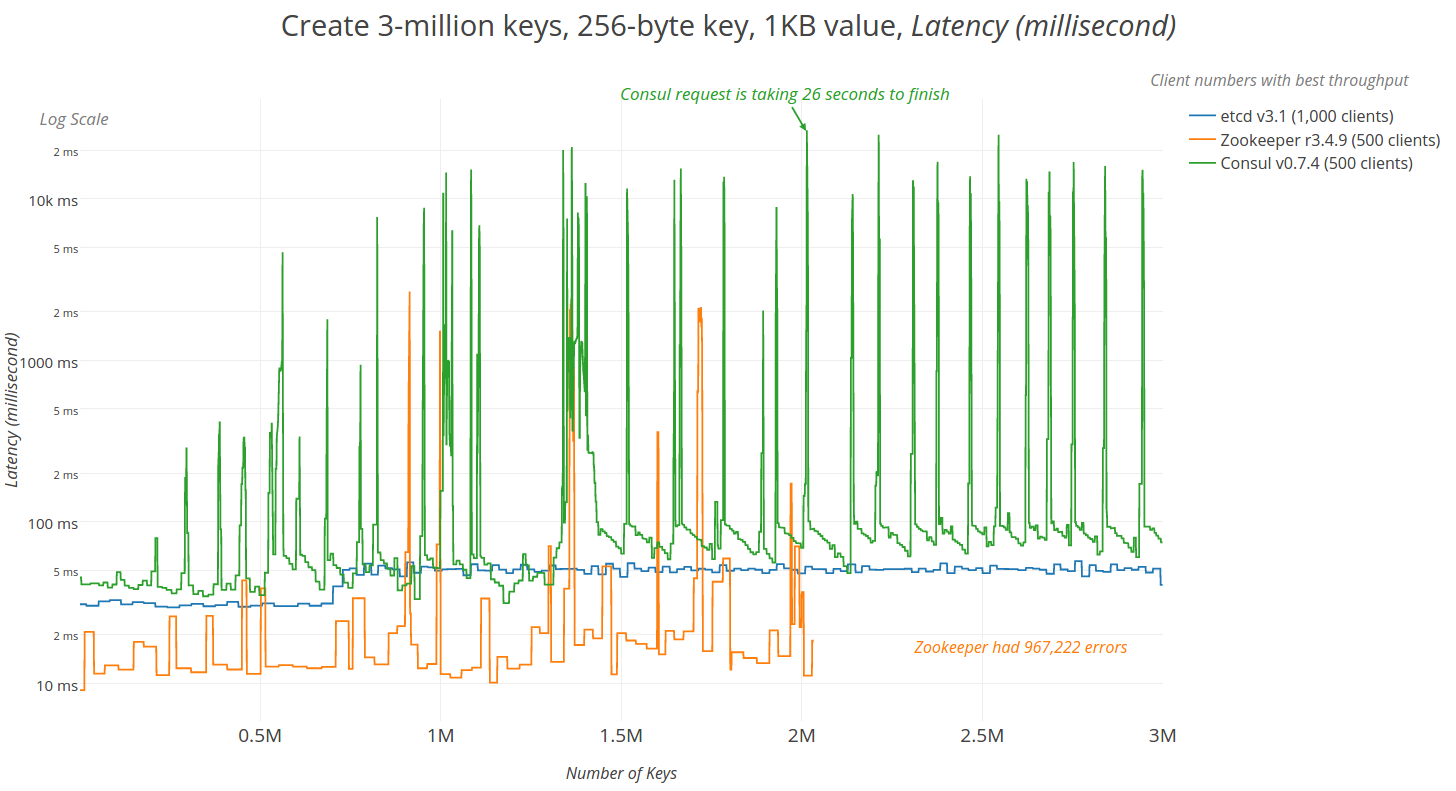 Create 3-million keys, 256-byte key, 1KB value, Latency (millisecond)
Client numbers with best throughput
Consul request is taking 26 seconds to finish
Log Scale
etcd v3.1 (1,000 clients)
Zookeeper r3.4.9 (500 clients)
Consul v0.7.4 (500 clients)
2 ms
10k ms
5 ms
2 ms
1000 ms
5 ms
2 ms
100 ms
5 ms
2 ms
10 ms
Latency (millisecond)
Zookeeper had 967,222 errors
0.5M
1M
1.5M
2M
2.5M
3M
Number of Keys